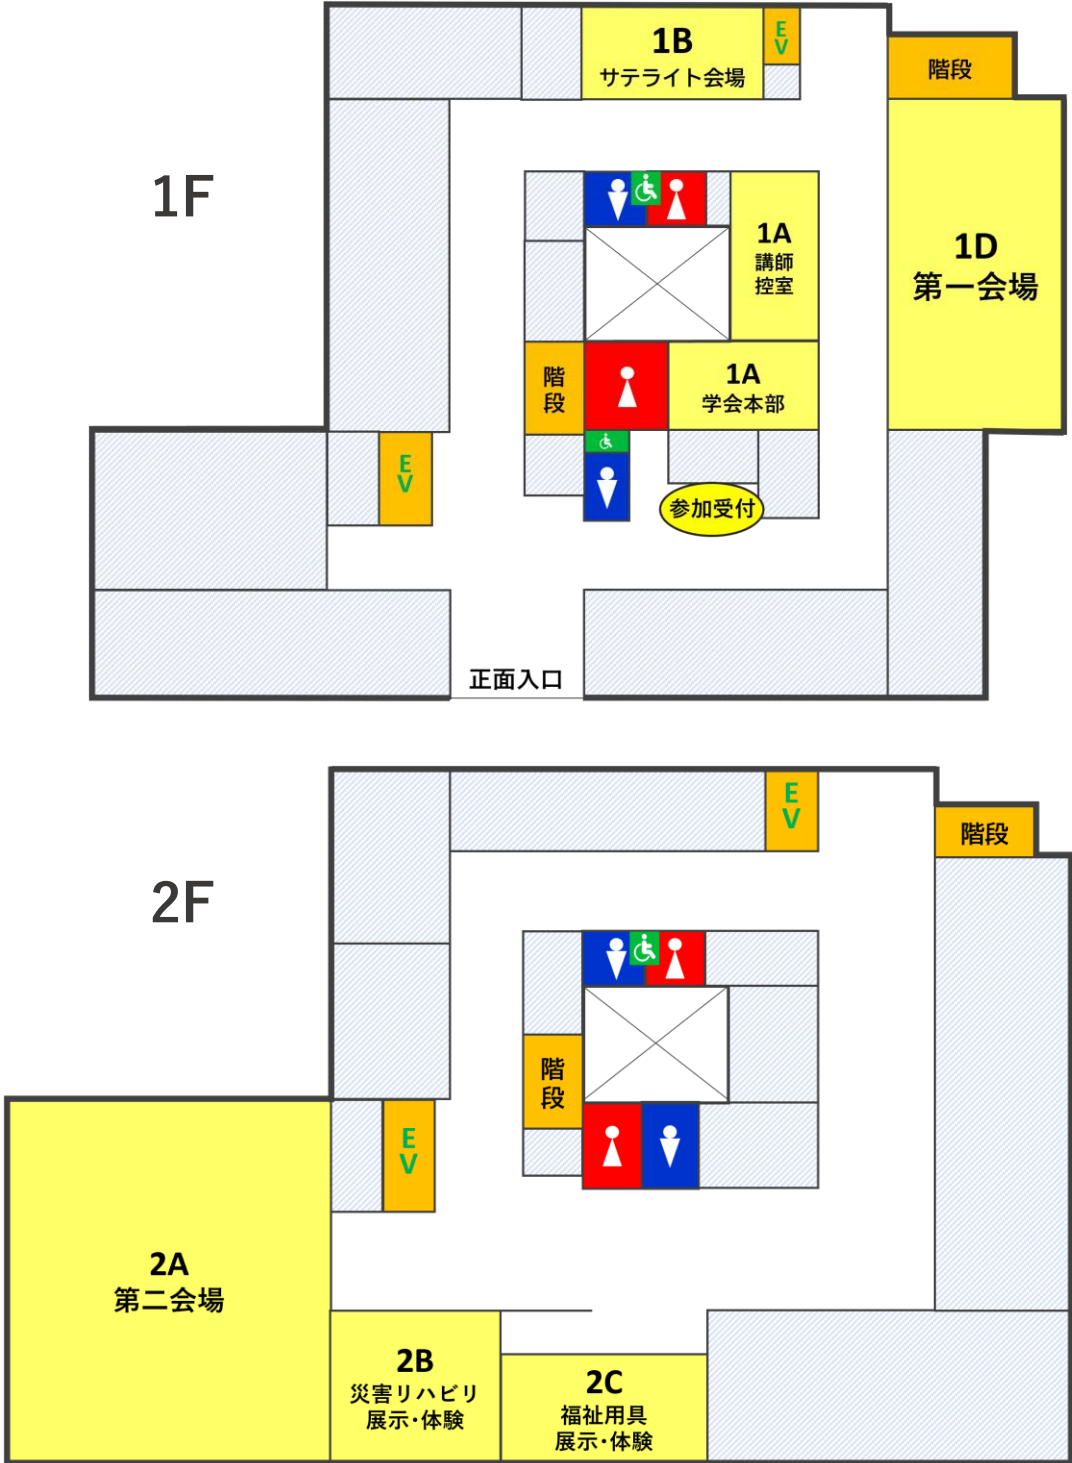 1F
1B
サテライト会場
EV
階段
1A
講師
控室
1D
第一会場
階段
1A
学会本部
EV
参加受付
正面入口
2F
EV
階段
階段
EV
2A
第二会場
2B
災害リハビリ
展示・体験
2C
福祉用具
展示・体験